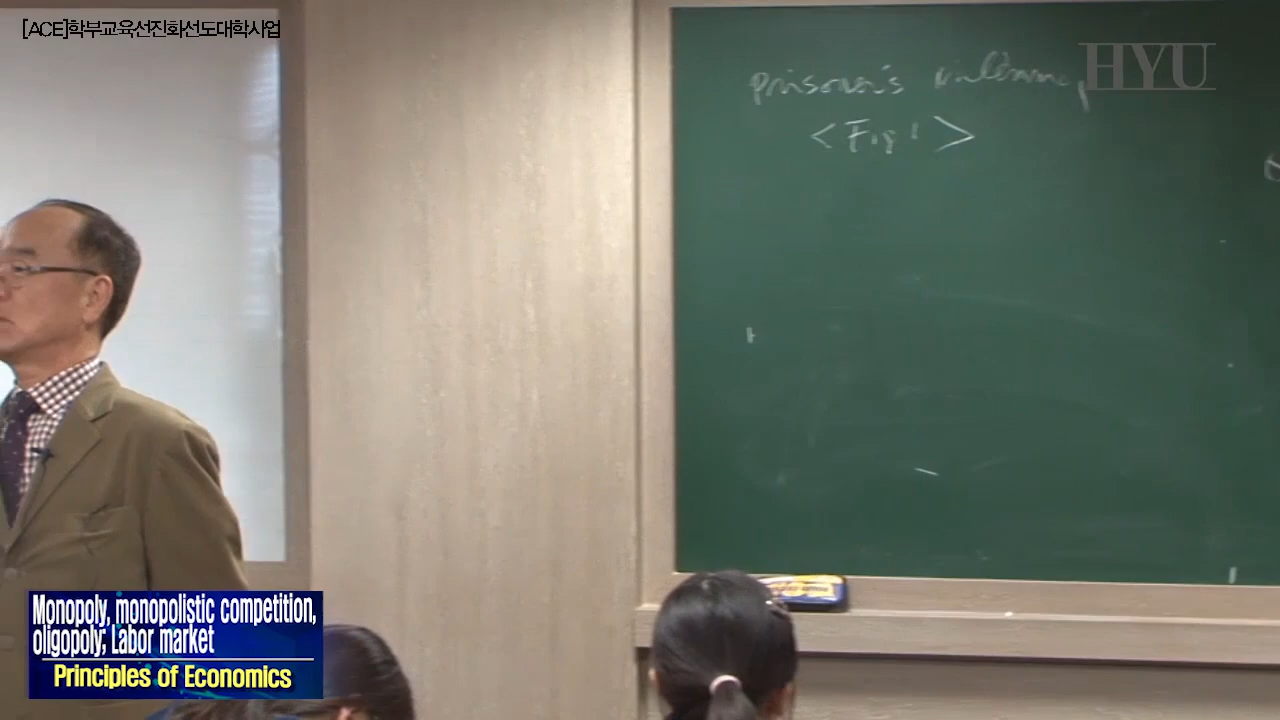 [ACE]학부교육선진화선도대학사업
HYU
prisoner's
<Fig 1>
Monopoly, monopolistic competition,
oligopoly; Labor market
Principles of Economics